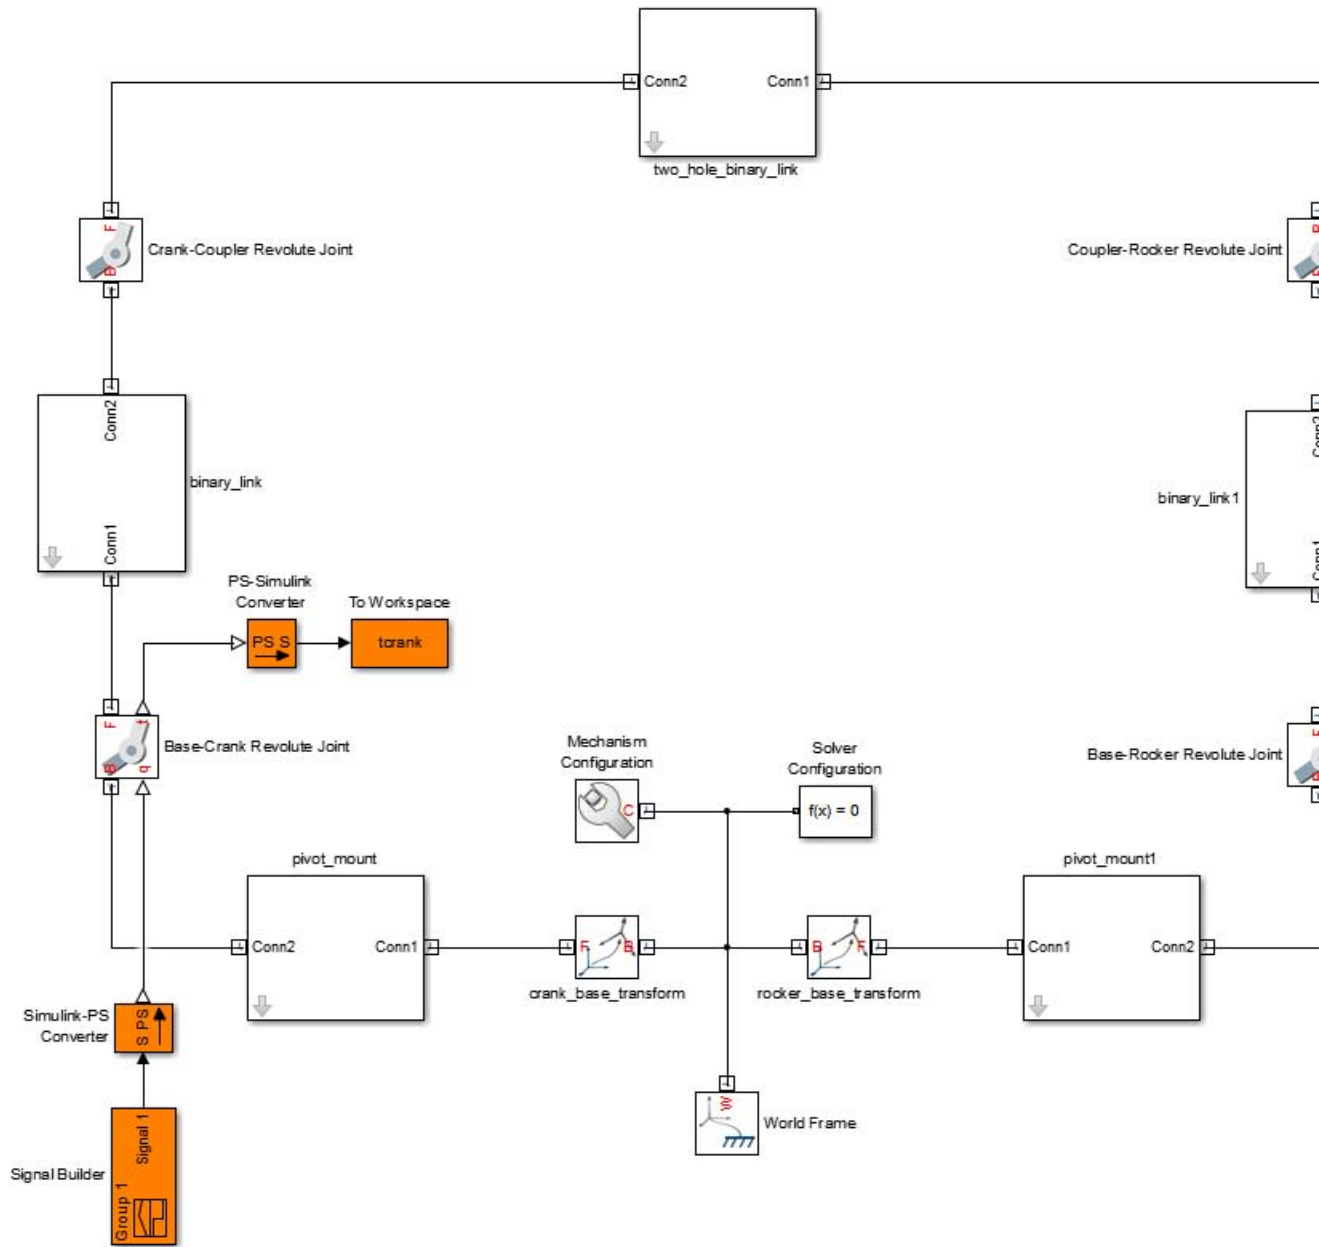 Conn2
Conn1
two_hole_binary_link
F
B
Crank-Coupler Revolute Joint
Coupler-Rocker Revolute Joint
Conn2
Conn1
binary_link
binary_link1
Conn1
PS-Simulink
Converter
To Workspace
PS S
tcrank
F
t
B
q
Base-Crank Revolute Joint
Mechanism
Configuration
C
Solver
Configuration
f(x) = 0
Base-Rocker Revolute Joint
pivot_mount
Conn2
Conn1
F
B
crank_base_transform
B
F
rocker_base_transform
pivot_mount1
Conn1
Conn2
Simulink-PS
Converter
S PS
W
World Frame
Signal Builder
Signal 1
Group 1